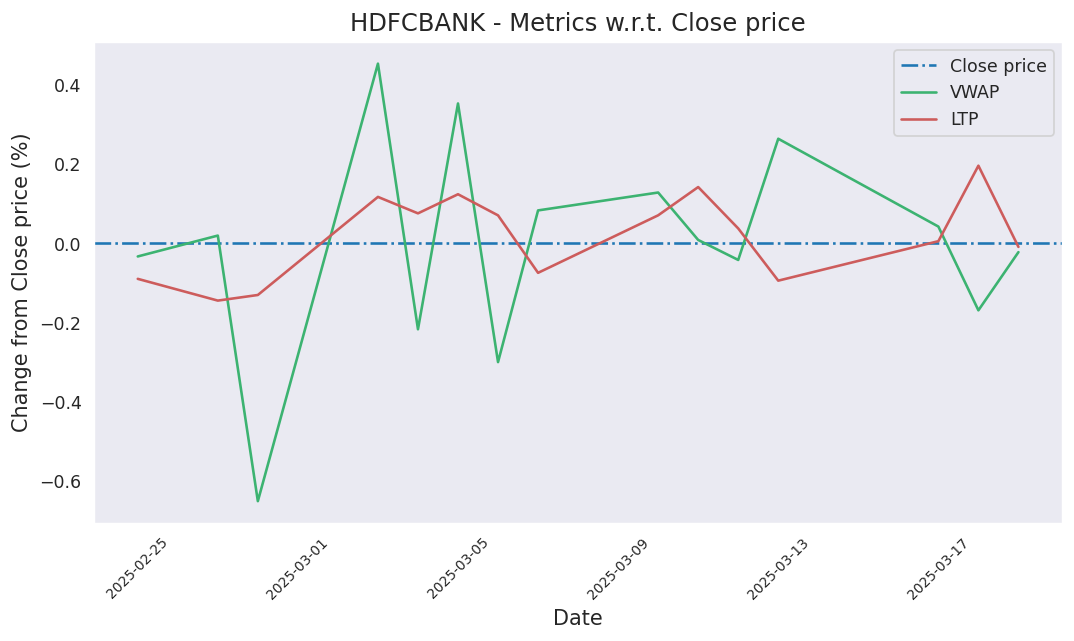 HDFCBANK - Metrics w.r.t. Close price
Close price
VWAP
LTP
Change from Close price (%)
0.4
0.2
0.0
−0.2
−0.4
−0.6
2025-02-25
2025-03-01
2025-03-05
2025-03-09
2025-03-13
2025-03-17
Date